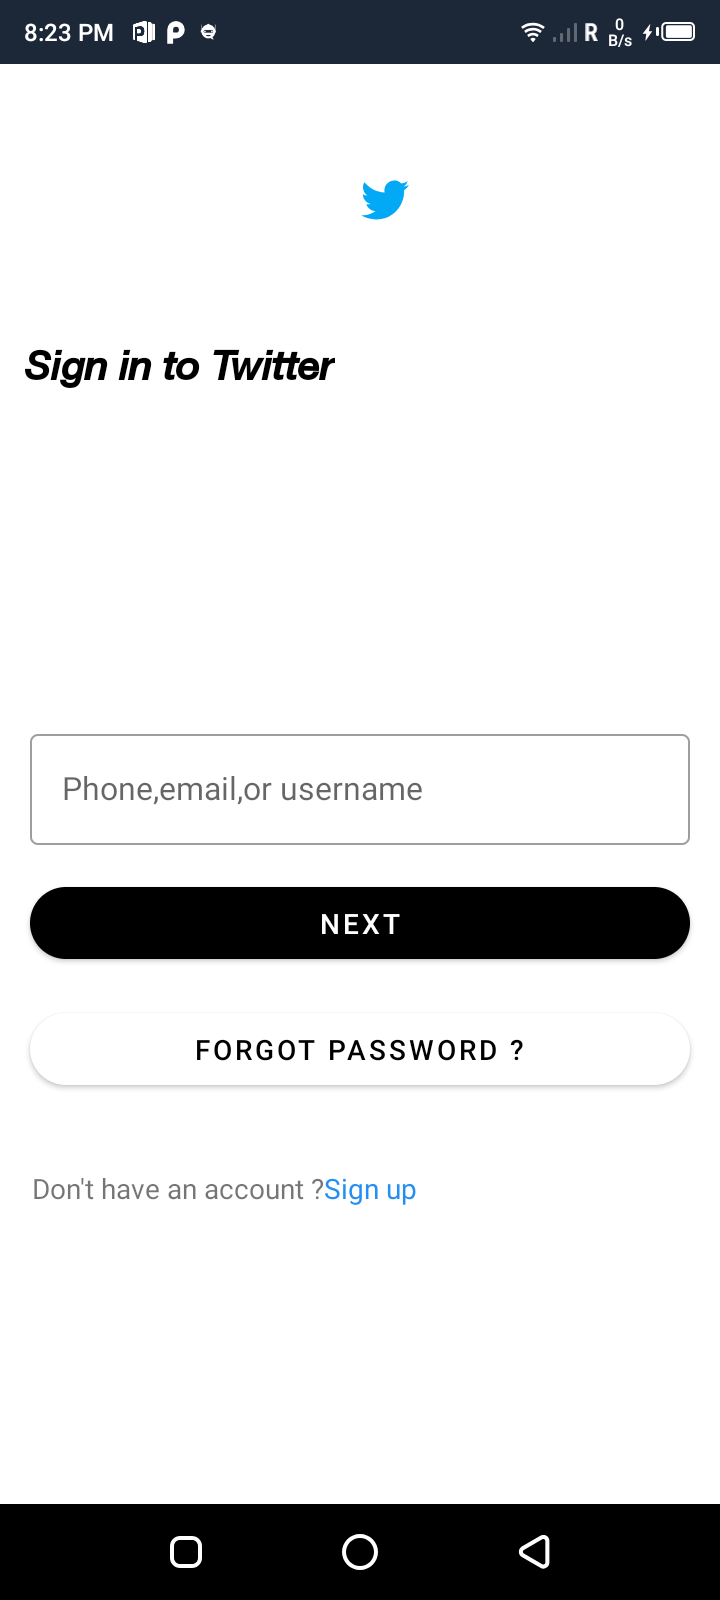 8:23 PM R 0 B/s
Sign in to Twitter
Phone,email,or username
NEXT
FORGOT PASSWORD ?
Don't have an account ?Sign up